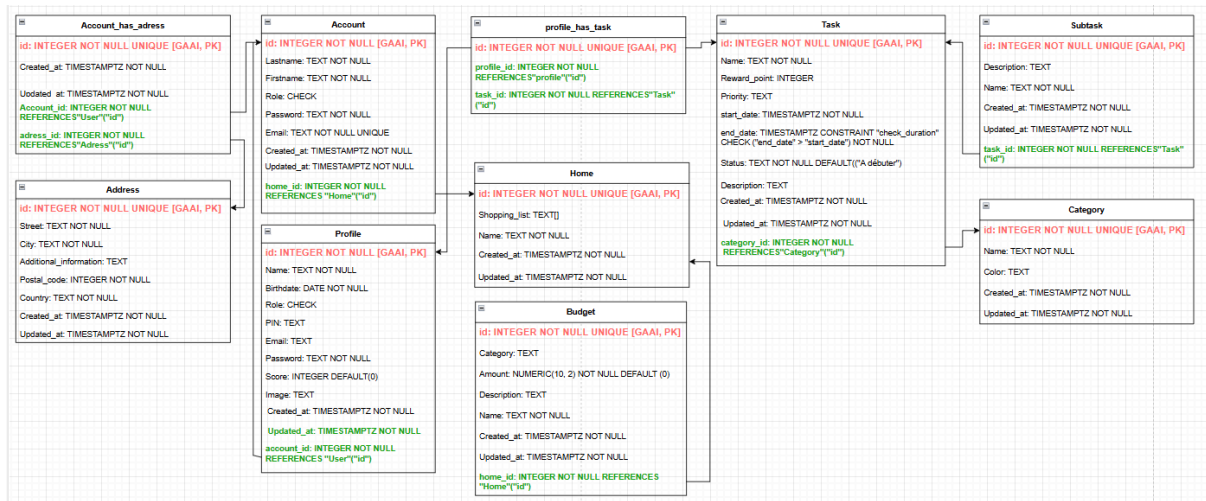 Account_has_adress
id: INTEGER NOT NULL UNIQUE [GAAI, PK]
Created_at: TIMESTAMPTZ NOT NULL
Updated_at: TIMESTAMPTZ NOT NULL
Account_id: INTEGER NOT NULL
REFERENCES"User"("id")
adress_id: INTEGER NOT NULL
REFERENCES"Adress"("id")
Address
id: INTEGER NOT NULL UNIQUE [GAAI, PK]
Street: TEXT NOT NULL
City: TEXT NOT NULL
Additional_information: TEXT
Postal_code: INTEGER NOT NULL
Country: TEXT NOT NULL
Created_at: TIMESTAMPTZ NOT NULL
Updated_at: TIMESTAMPTZ NOT NULL
Account
id: INTEGER NOT NULL [GAAI, PK]
Lastname: TEXT NOT NULL
Firstname: TEXT NOT NULL
Role: CHECK
Password: TEXT NOT NULL
Email: TEXT NOT NULL UNIQUE
Created_at: TIMESTAMPTZ NOT NULL
Updated_at: TIMESTAMPTZ NOT NULL
home_id: INTEGER NOT NULL
REFERENCES "Home"("id")
Profile
id: INTEGER NOT NULL UNIQUE [GAAI, PK]
Name: TEXT NOT NULL
Birthdate: DATE NOT NULL
Role: CHECK
PIN: TEXT
Email: TEXT
Password: TEXT NOT NULL
Score: INTEGER DEFAULT(0)
Image: TEXT
Created_at: TIMESTAMPTZ NOT NULL
Updated_at: TIMESTAMPTZ NOT NULL
account_id: INTEGER NOT NULL
REFERENCES "User"("id")
profile_has_task
id: INTEGER NOT NULL UNIQUE [GAAI, PK]
profile_id: INTEGER NOT NULL
REFERENCES"profile"("id")
task_id: INTEGER NOT NULL REFERENCES"Task"
("id")
Home
id: INTEGER NOT NULL UNIQUE [GAAI, PK]
Shopping_list: TEXT[]
Name: TEXT NOT NULL
Created_at: TIMESTAMPTZ NOT NULL
Updated_at: TIMESTAMPTZ NOT NULL
Budget
id: INTEGER NOT NULL UNIQUE [GAAI, PK]
Category: TEXT
Amount: NUMERIC(10, 2) NOT NULL DEFAULT (0)
Description: TEXT
Name: TEXT NOT NULL
Created_at: TIMESTAMPTZ NOT NULL
Updated_at: TIMESTAMPTZ NOT NULL
home_id: INTEGER NOT NULL REFERENCES
"Home"("id")
Task
id: INTEGER NOT NULL UNIQUE [GAAI, PK]
Name: TEXT NOT NULL
Reward_point: INTEGER
Priority: TEXT
start_date: TIMESTAMPTZ NOT NULL
end_date: TIMESTAMPTZ CONSTRAINT "check_duration"
CHECK ("end_date" > "start_date") NOT NULL
Status: TEXT NOT NULL DEFAULT(("A débuter")
Description: TEXT
Created_at: TIMESTAMPTZ NOT NULL
Updated_at: TIMESTAMPTZ NOT NULL
category_id: INTEGER NOT NULL
REFERENCES"Category"("id")
Subtask
id: INTEGER NOT NULL UNIQUE [GAAI, PK]
Description: TEXT
Name: TEXT NOT NULL
Created_at: TIMESTAMPTZ NOT NULL
Updated_at: TIMESTAMPTZ NOT NULL
task_id: INTEGER NOT NULL REFERENCES"Task"
("id")
Category
id: INTEGER NOT NULL UNIQUE [GAAI, PK]
Name: TEXT NOT NULL
Color: TEXT
Created_at: TIMESTAMPTZ NOT NULL
Updated_at: TIMESTAMPTZ NOT NULL